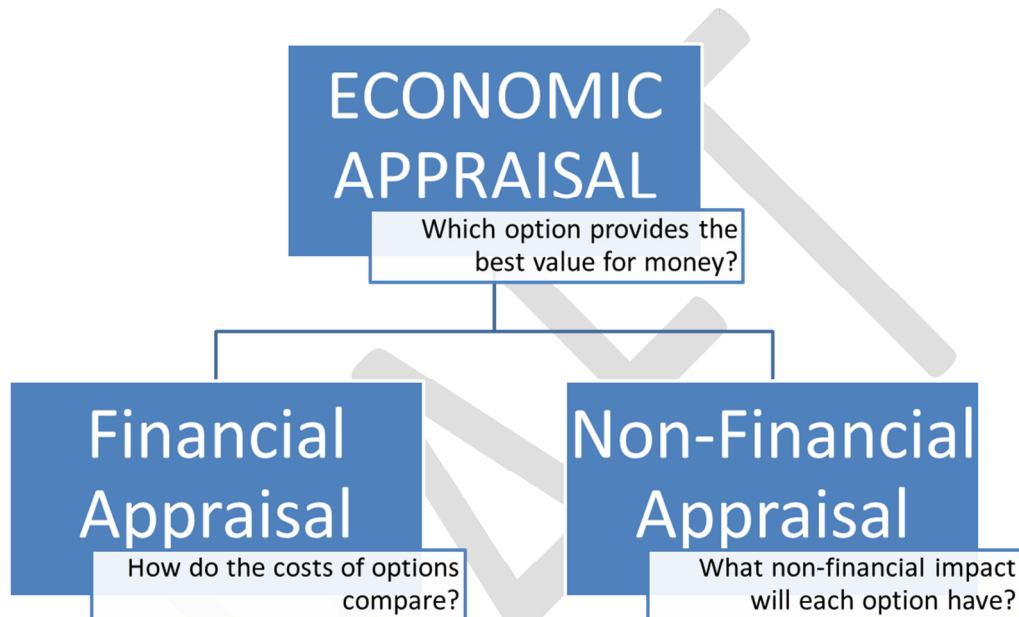 ECONOMIC
APPRAISAL
Which option provides the
best value for money?
Financial
Appraisal
How do the costs of options
compare?
Non-Financial
Appraisal
What non-financial impact
will each option have?